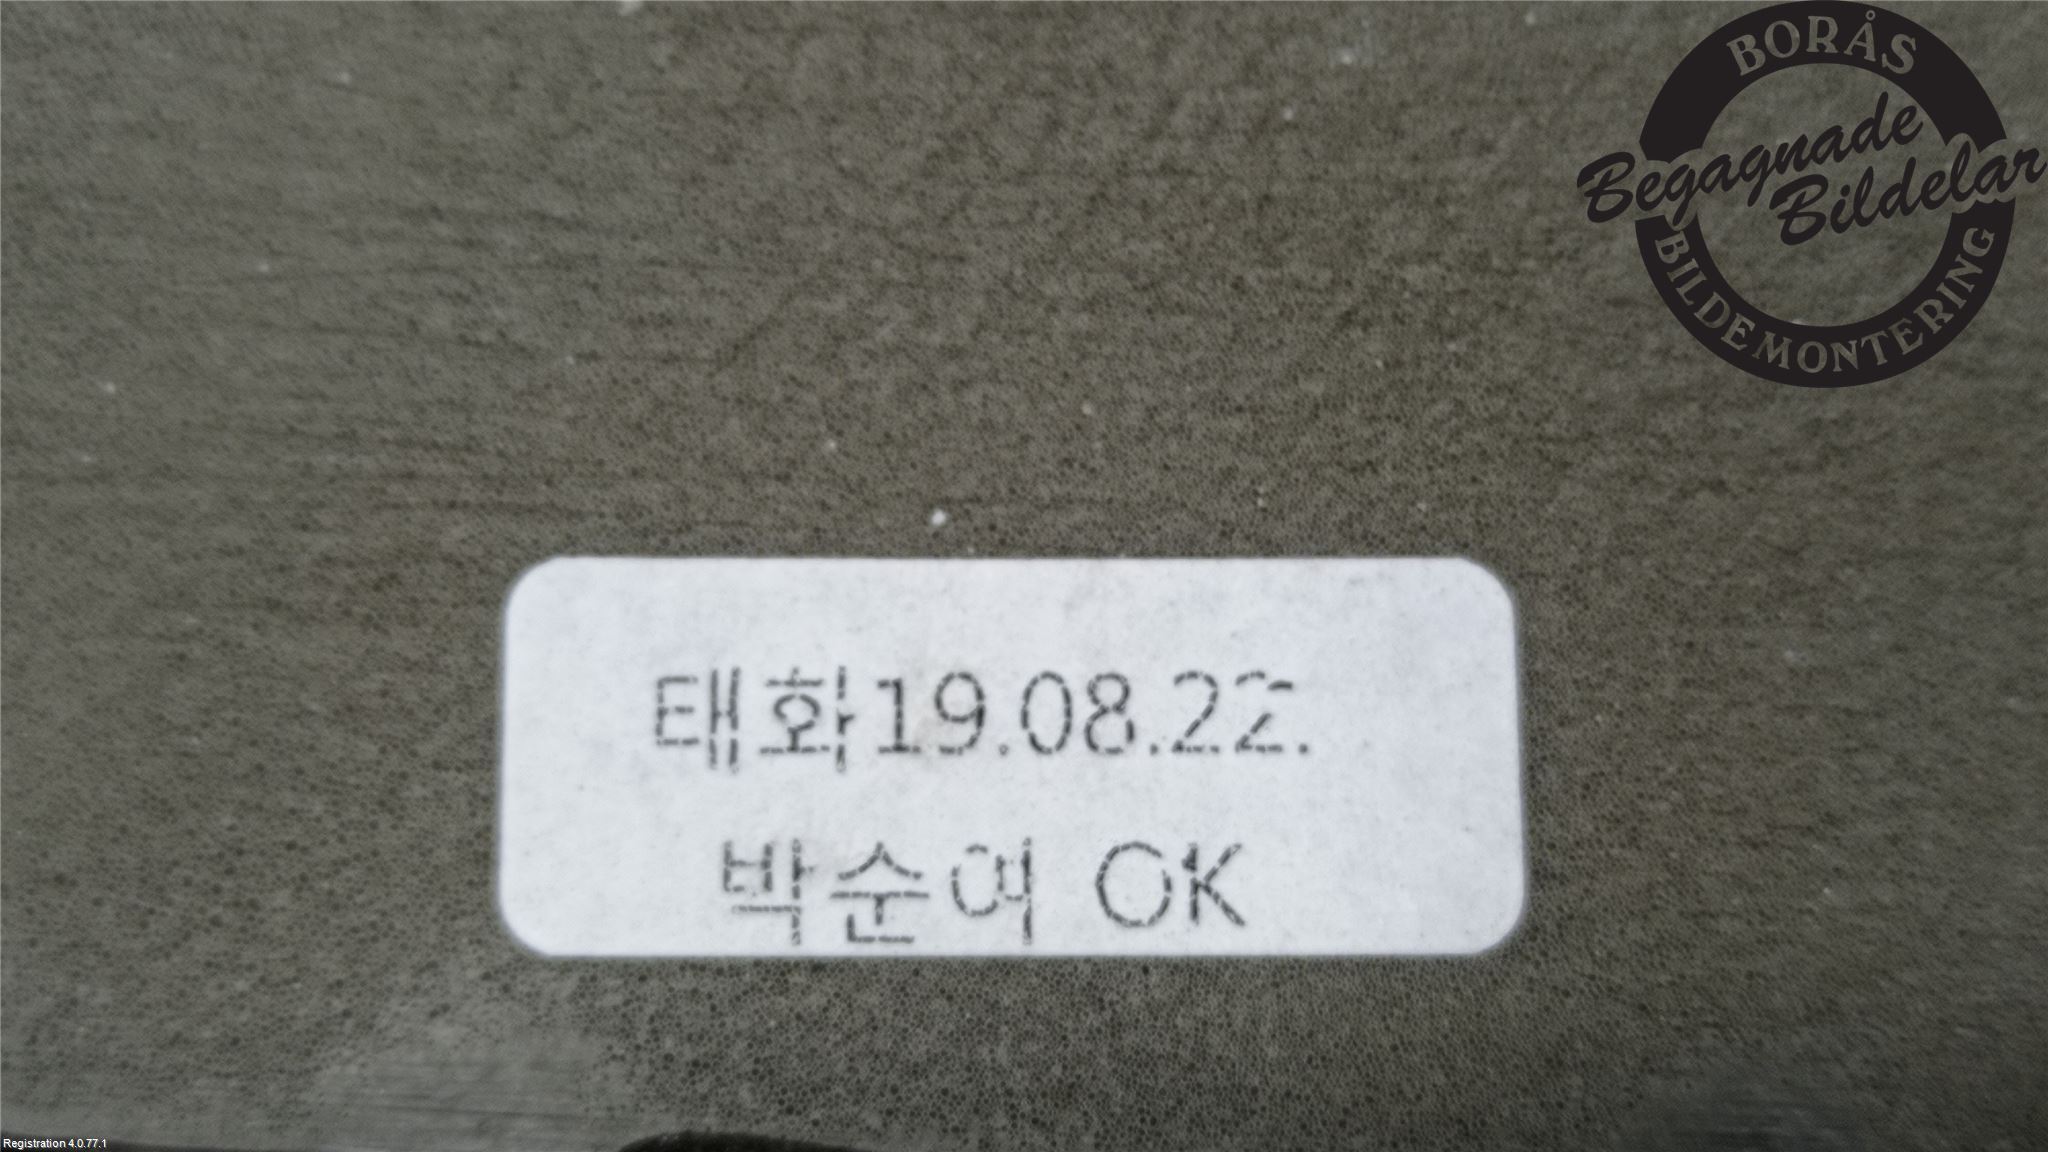 BORÅS
Begagnade
Bildelar
BILDEMONTERING
태화19.08.22.
박순여 OK
Registration 4.0.77.1